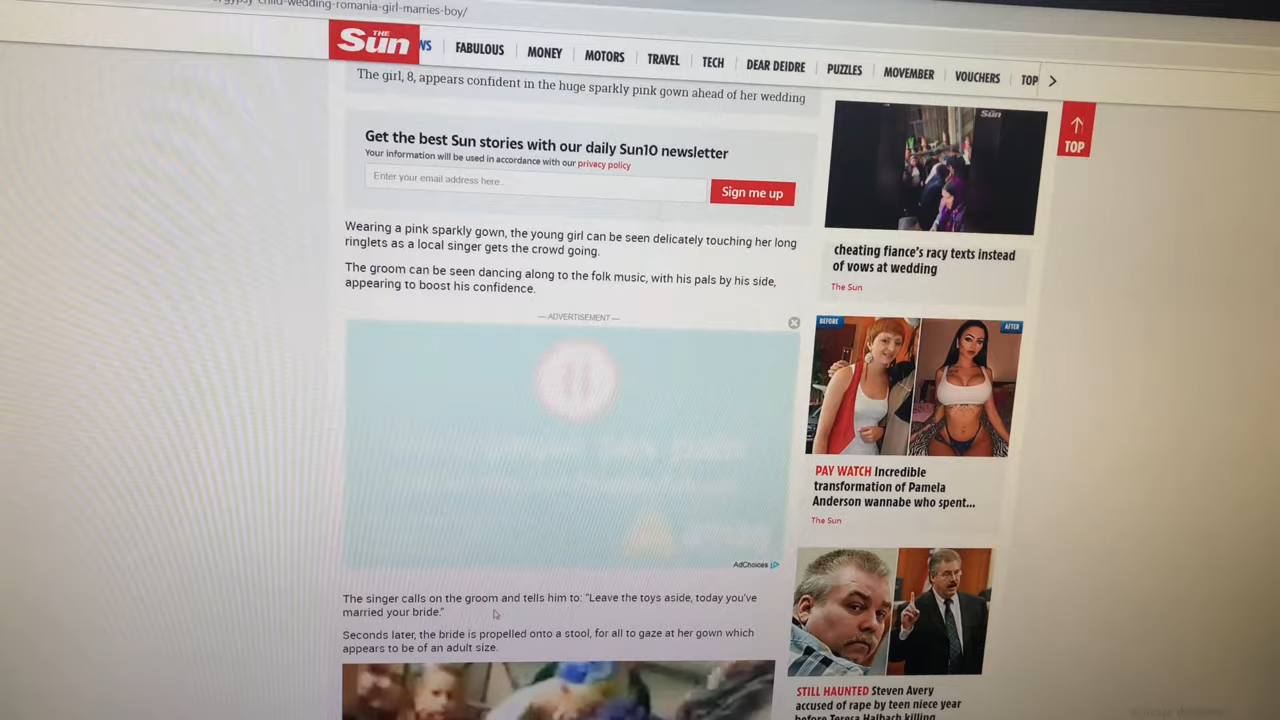 gypsy-child-wedding-romania-girl-marries-boy/
THE
Sun
WS
FABULOUS
MONEY
MOTORS
TRAVEL
TECH
DEAR DEIDRE
PUZZLES
MOVEMBER
VOUCHERS
TOP
The girl, 8, appears confident in the huge sparkly pink gown ahead of her wedding
Get the best Sun stories with our daily Sun10 newsletter
Your information will be used in accordance with our privacy policy
Enter your email address here
Sign me up
Wearing a pink sparkly gown, the young girl can be seen delicately touching her long
ringlets as a local singer gets the crowd going.
The groom can be seen dancing along to the folk music, with his pals by his side,
appearing to boost his confidence.
— ADVERTISEMENT —
AdChoices
The singer calls on the groom and tells him to: "Leave the toys aside, today you've
married your bride."
Seconds later, the bride is propelled onto a stool, for all to gaze at her gown which
appears to be of an adult size.
Sun
TOP
cheating fiance's racy texts instead
of vows at wedding
The Sun
BEFORE
AFTER
PAY WATCH Incredible
transformation of Pamela
Anderson wannabe who spent...
The Sun
STILL HAUNTED Steven Avery
accused of rape by teen niece year
before Teresa Halbach killing